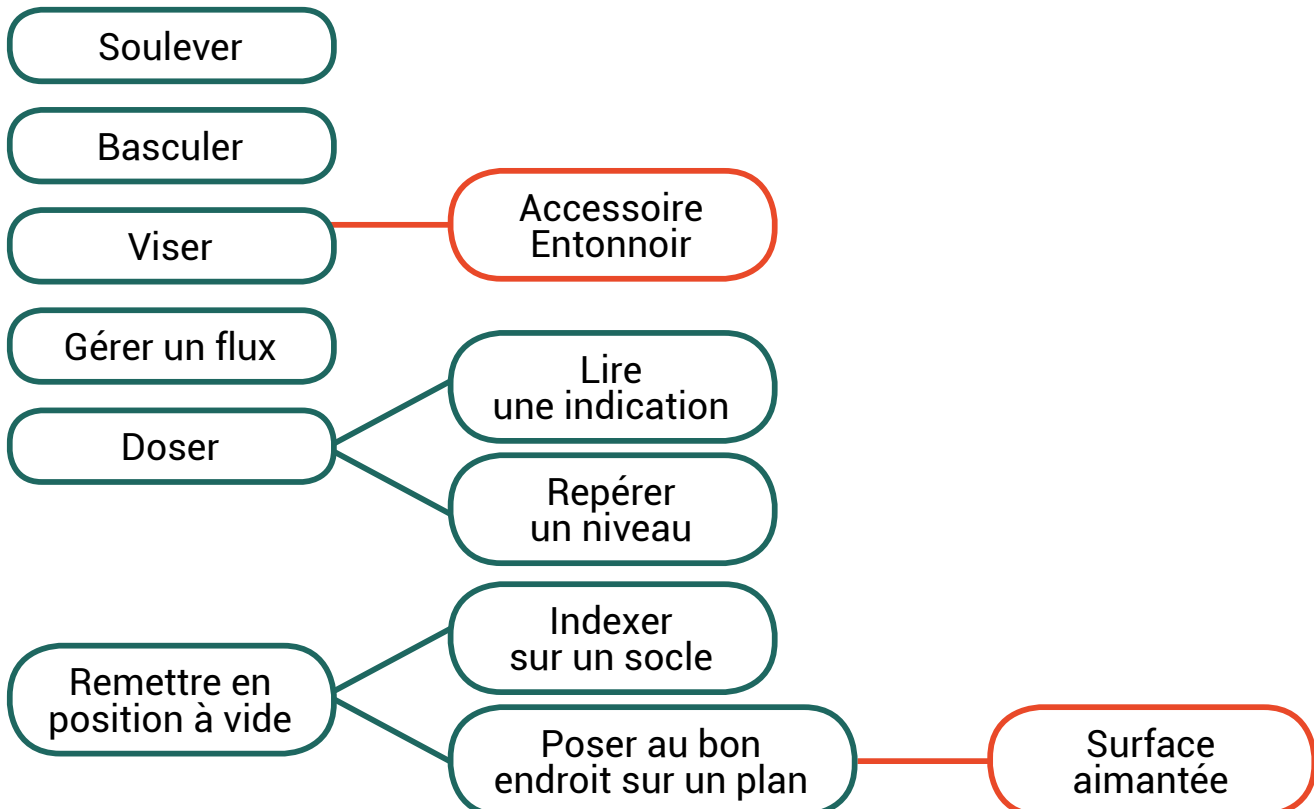 Soulever
Basculer
Viser
Accessoire
Entonnoir
Gérer un flux
Doser
Lire
une indication
Repérer
un niveau
Remettre en
position à vide
Indexer
sur un socle
Poser au bon
endroit sur un plan
Surface
aimantée